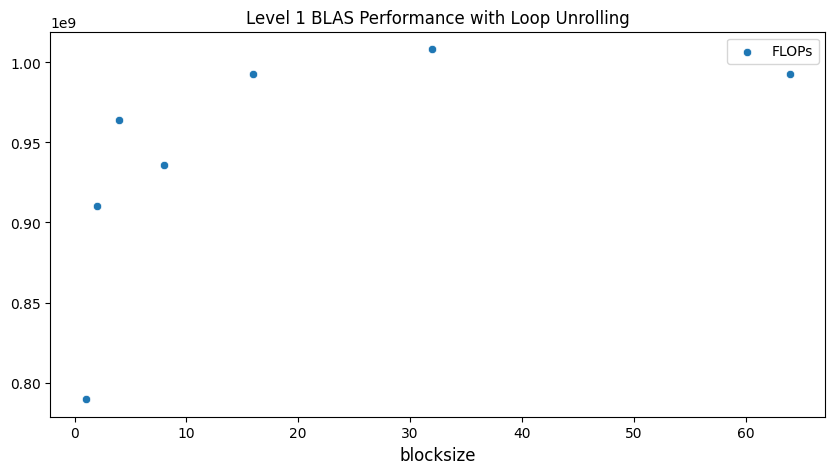 Level 1 BLAS Performance with Loop Unrolling
1e9
FLOPs
1.00
0.95
0.90
0.85
0.80
0 10 20 30 40 50 60
blocksize